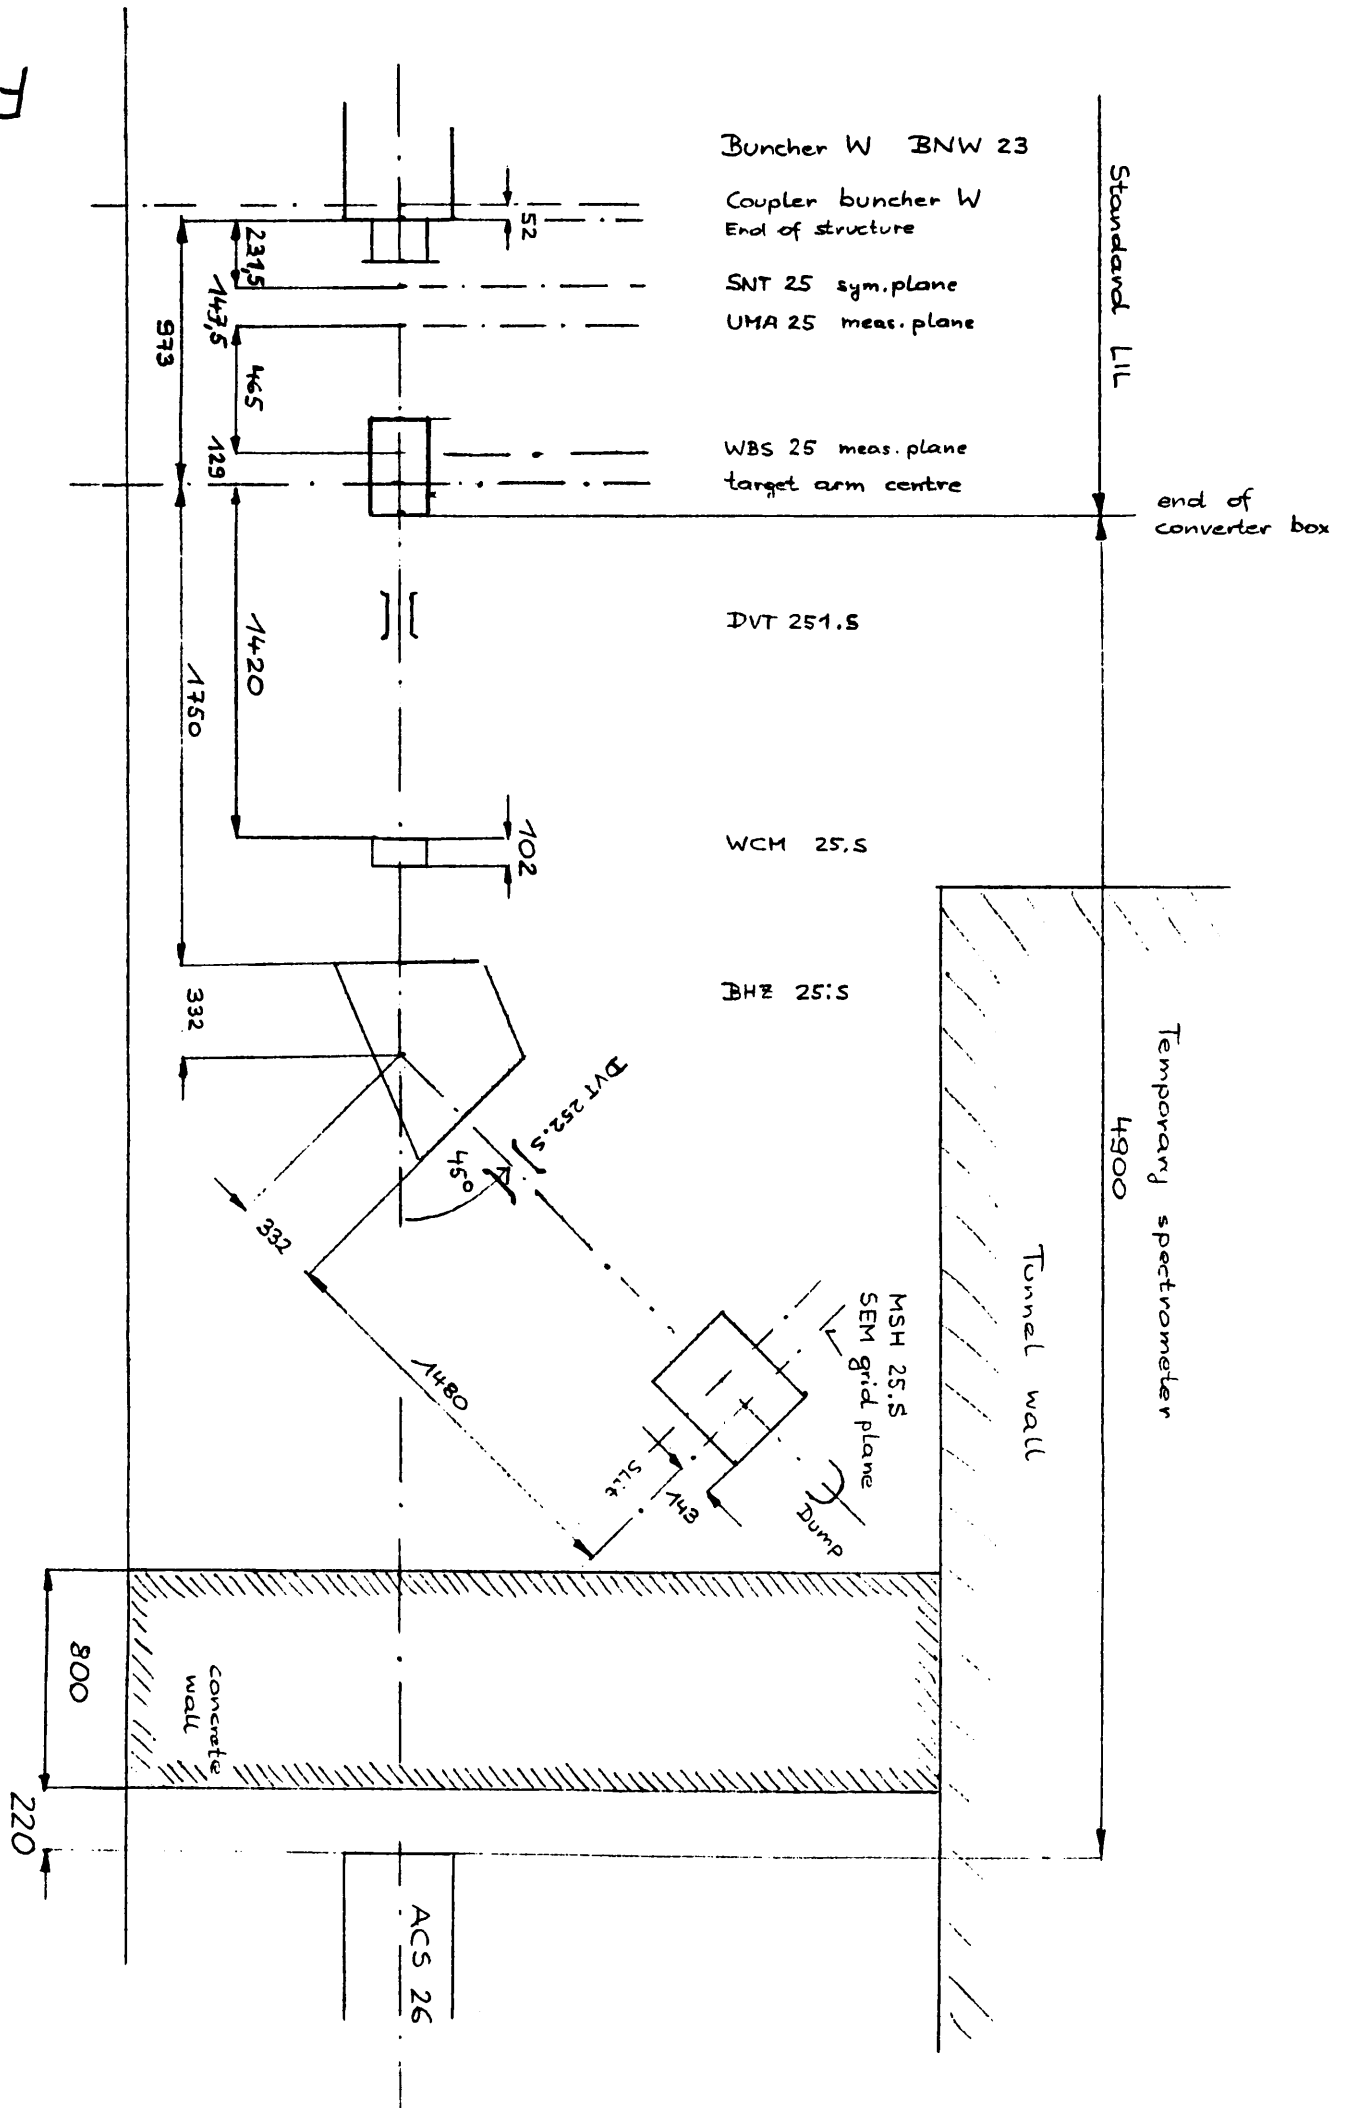 Buncher W BNW 23
Coupler buncher W
End of structure
SNT 25 sym.plane
UMA 25 meas.plane
WBS 25 meas.plane
target arm centre
end of
converter box
DVT 251.S
WCM 25.S
BHZ 25.S
Standard LIL
52
231,5
143,5
973
465
129
1420
1750
102
332
DVT 252.S
45°
332
1480
MSH 25.S
SEM grid plane
Slit
143
Dump
Temporary spectrometer
4900
Tunnel wall
concrete
wall
800
220
ACS 26